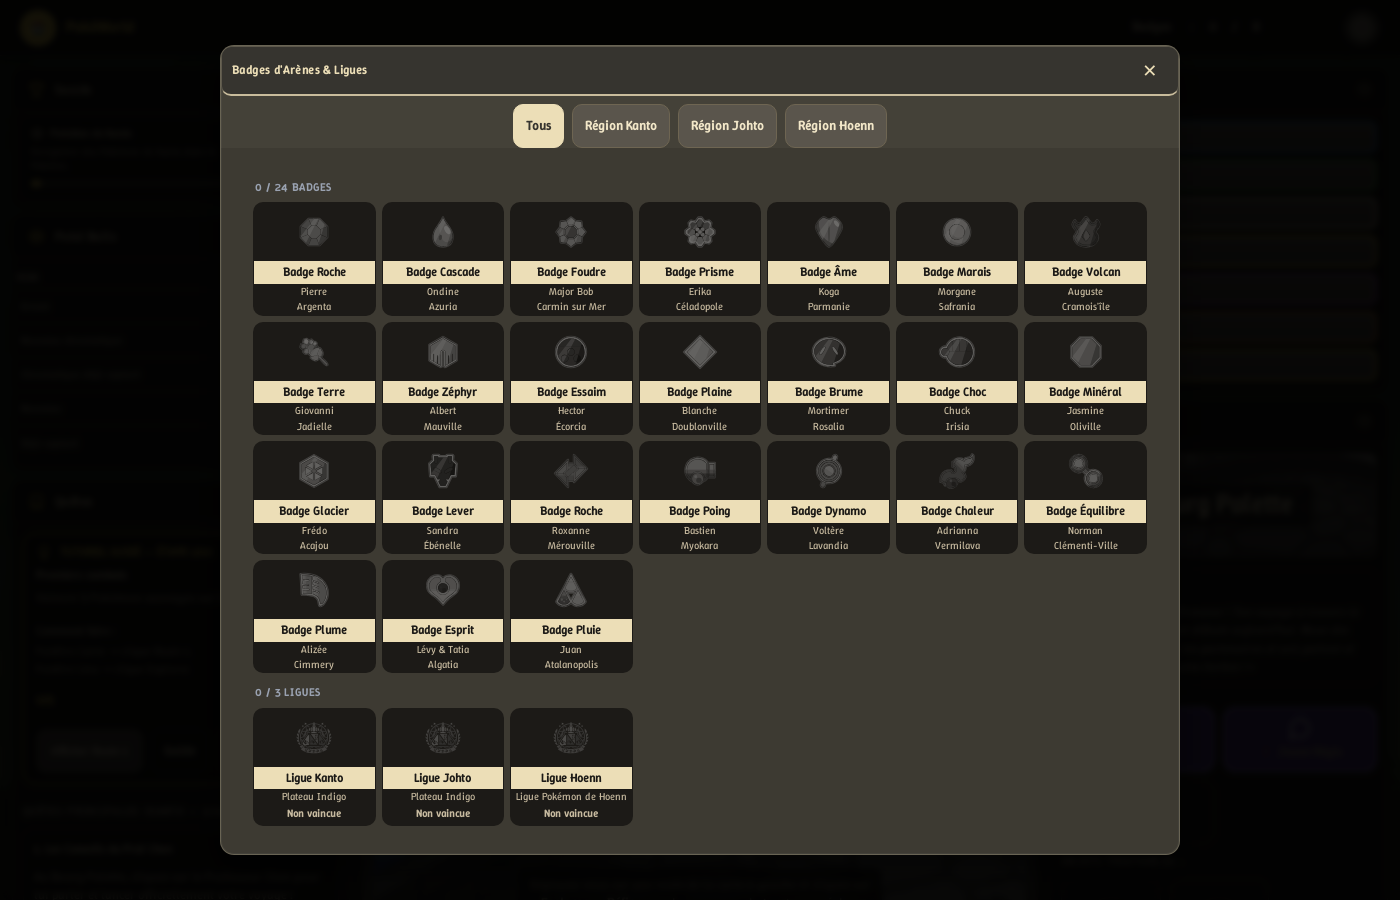 Badges d'Arènes & Ligues
Tous
Région Kanto
Région Johto
Région Hoenn
0 / 24 BADGES
Badge Roche
Pierre
Argenta
Badge Cascade
Ondine
Azuria
Badge Foudre
Major Bob
Carmin sur Mer
Badge Prisme
Erika
Céladopole
Badge Âme
Koga
Parmanie
Badge Marais
Morgane
Safrania
Badge Volcan
Auguste
Cramois'île
Badge Terre
Giovanni
Jadielle
Badge Zéphyr
Albert
Mauville
Badge Essaim
Hector
Écorcia
Badge Plaine
Blanche
Doublonville
Badge Brume
Mortimer
Rosalia
Badge Choc
Chuck
Irisia
Badge Minéral
Jasmine
Oliville
Badge Glacier
Frédo
Acajou
Badge Lever
Sandra
Ébénelle
Badge Roche
Roxanne
Mérouville
Badge Poing
Bastien
Myokara
Badge Dynamo
Voltère
Lavandia
Badge Chaleur
Adrianna
Vermilava
Badge Équilibre
Norman
Clémenti-Ville
Badge Plume
Alizée
Cimmery
Badge Esprit
Lévy & Tatia
Algatia
Badge Pluie
Juan
Atalanopolis
0 / 3 LIGUES
Ligue Kanto
Plateau Indigo
Non vaincue
Ligue Johto
Plateau Indigo
Non vaincue
Ligue Hoenn
Ligue Pokémon de Hoenn
Non vaincue